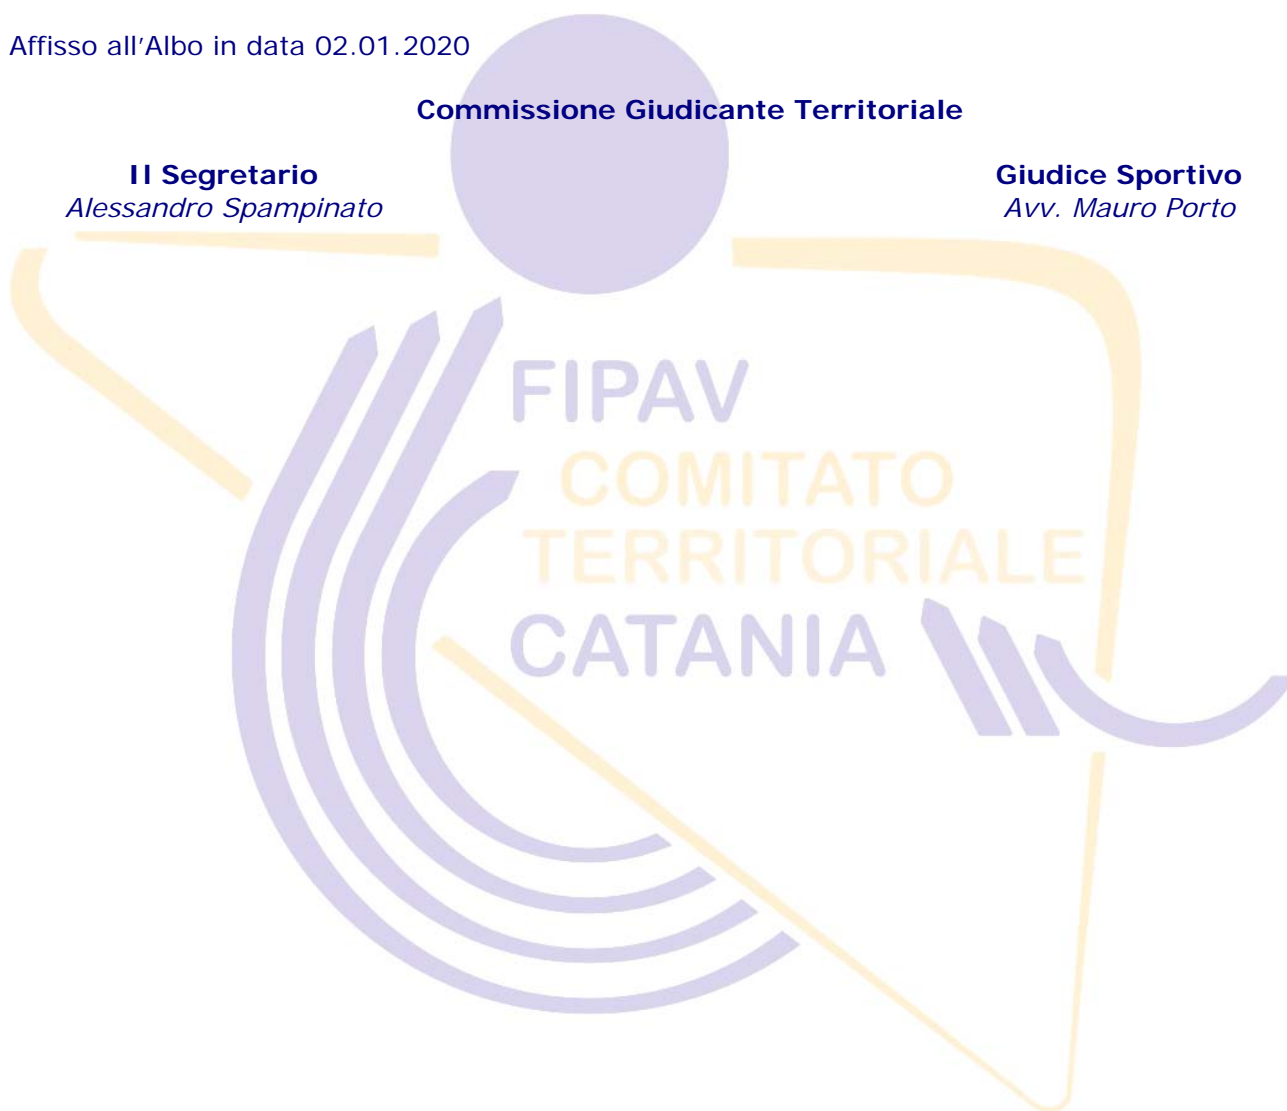 Affisso all'Albo in data 02.01.2020
Commissione Giudicante Territoriale
Il Segretario
Giudice Sportivo
Alessandro Spampinato
Avv. Mauro Porto
FIPAV
COMITATO
TERRITORIALE
CATANIA